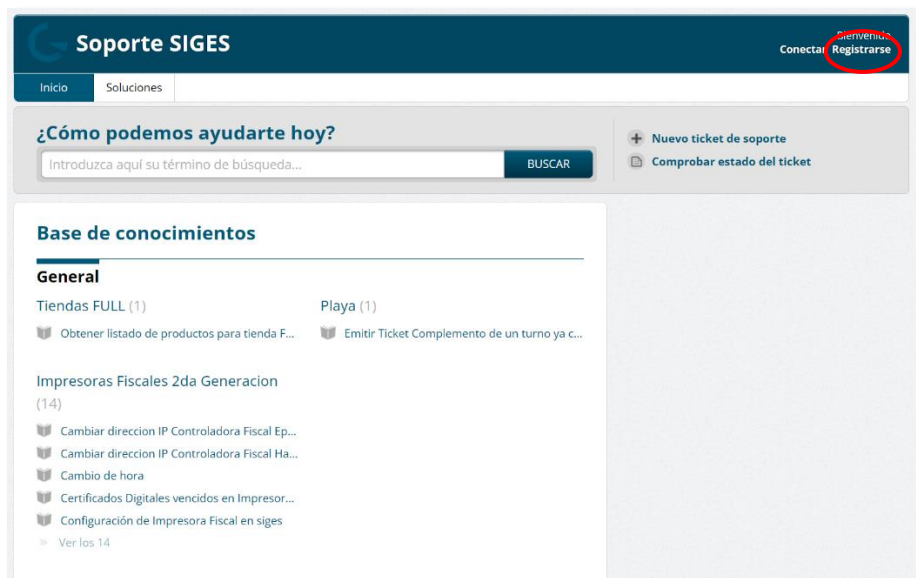 Soporte SIGES
Bienvenido
Conectar Registrarse
Inicio Soluciones
¿Cómo podemos ayudarte hoy?
Introduzca aquí su término de búsqueda... BUSCAR
Nuevo ticket de soporte
Comprobar estado del ticket
Base de conocimientos
General
Tiendas FULL (1)
Obtener listado de productos para tienda F...
Playa (1)
Emitir Ticket Complemento de un turno ya c...
Impresoras Fiscales 2da Generacion
(14)
Cambiar direccion IP Controladora Fiscal Ep...
Cambiar direccion IP Controladora Fiscal Ha...
Cambio de hora
Certificados Digitales vencidos en Impresor...
Configuración de Impresora Fiscal en siges
» Ver los 14